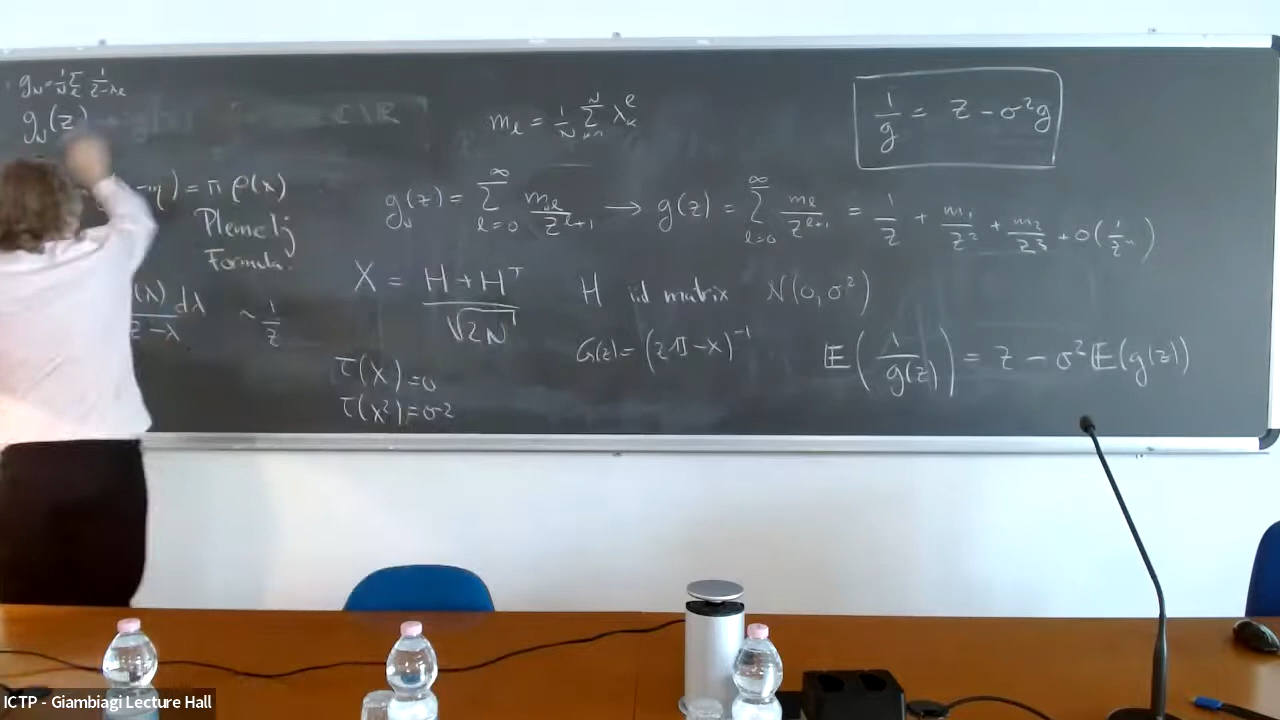 g_N = 1/N Σ_ℓ 1/(z-λ_ℓ)
g_N(z)
C\R
m_ℓ = 1/N Σ_{k=1}^{N} λ_k^ℓ
1/g = z - σ²g
) = π ρ(x)
Plemelj
Formula.
g_N(z) = Σ_{ℓ=0}^{∞} m_ℓ/z^{ℓ+1} → g(z) = Σ_{ℓ=0}^{∞} m_ℓ/z^{ℓ+1} = 1/z + m_1/z² + m_2/z³ + o(1/z^n)
(λ)dλ / z-λ ~ 1/z
X = (H+H^T)/√2N
H iid matrix N(0,σ²)
G(z) = (z𝟙-X)^{-1}
𝔼(1/g(z)) = z - σ²𝔼(g(z))
τ(X)=0
τ(X²)=σ2
ICTP - Giambiagi Lecture Hall